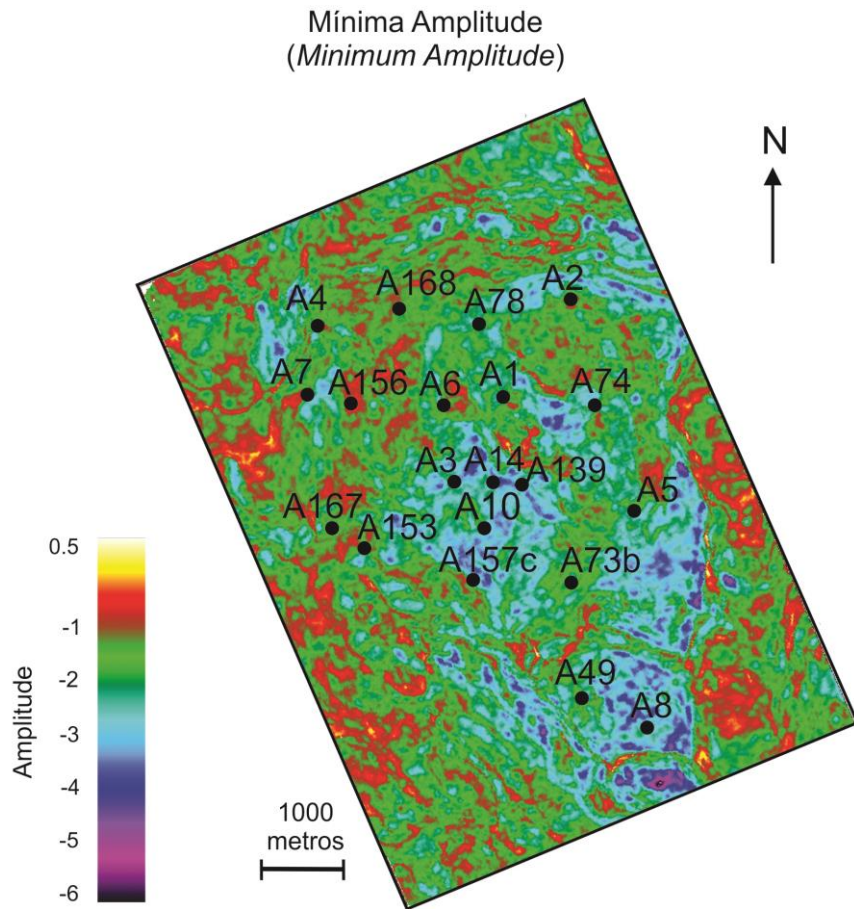 Mínima Amplitude
(Minimum Amplitude)
N
A2
A168
A4
A78
A7
A156
A6
A1
A74
A3
A14
A139
A5
A167
A10
A153
A157c
A73b
A49
A8
0.5
-1
-2
-3
-4
-5
-6
Amplitude
1000
metros